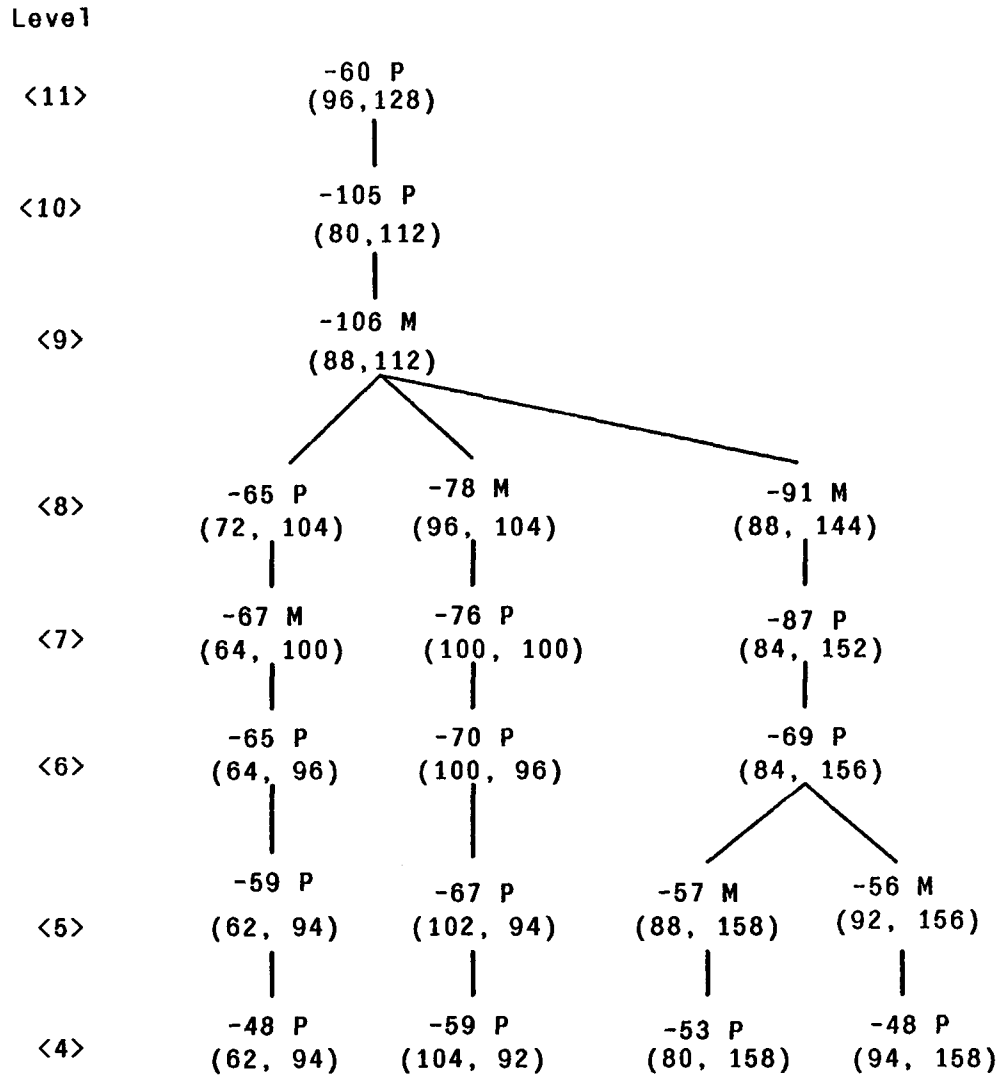 Level
<11>
-60 P
(96,128)
<10>
-105 P
(80,112)
<9>
-106 M
(88,112)
<8>
-65 P
-78 M
-91 M
(72, 104)
(96, 104)
(88, 144)
<7>
-67 M
-76 P
-87 P
(64, 100)
(100, 100)
(84, 152)
<6>
-65 P
-70 P
-69 P
(64, 96)
(100, 96)
(84, 156)
<5>
-59 P
-67 P
-57 M
-56 M
(62, 94)
(102, 94)
(88, 158)
(92, 156)
<4>
-48 P
-59 P
-53 P
-48 P
(62, 94)
(104, 92)
(80, 158)
(94, 158)